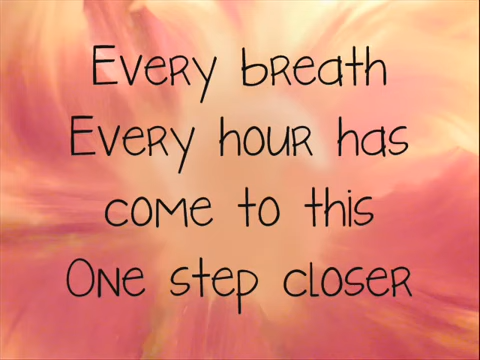 Every breath
Every hour has
come to this
One step closer